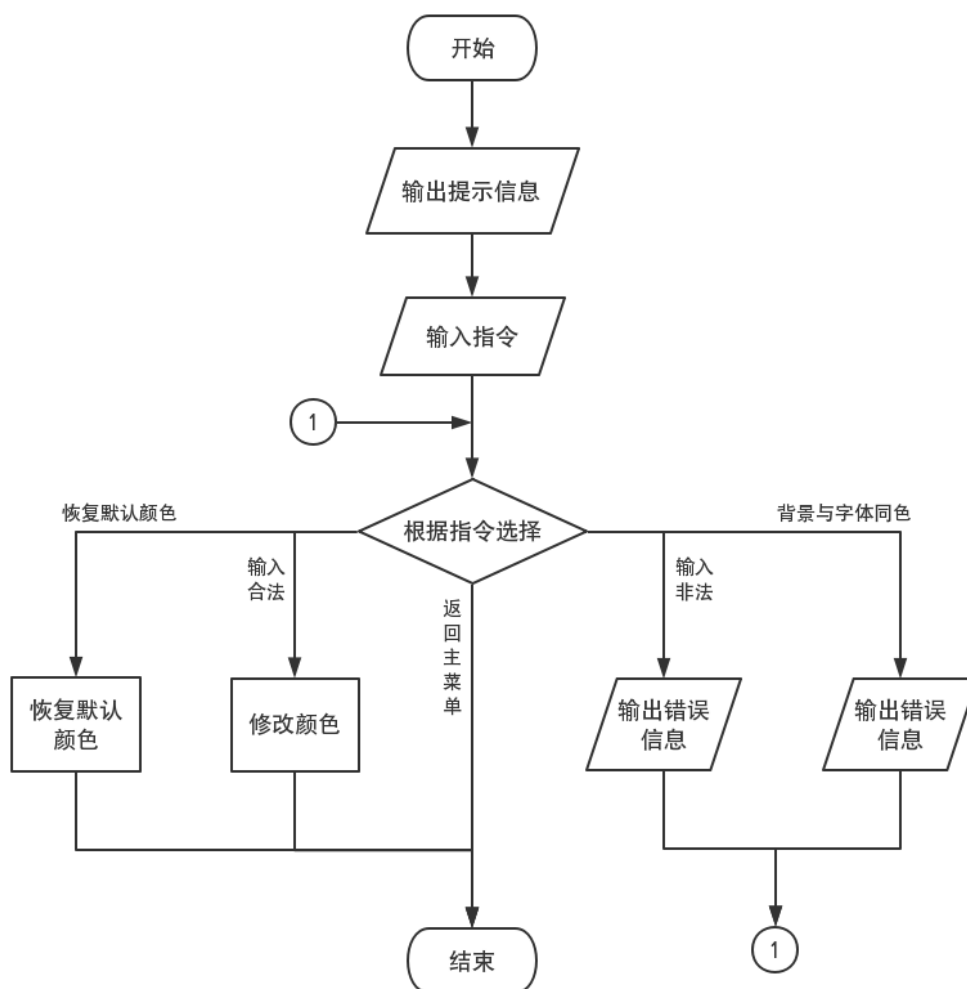 开始
输出提示信息
输入指令
1
根据指令选择
恢复默认颜色
输入
合法
返
回
主
菜
单
输入
非法
背景与字体同色
恢复默认
颜色
修改颜色
输出错误
信息
输出错误
信息
结束
1